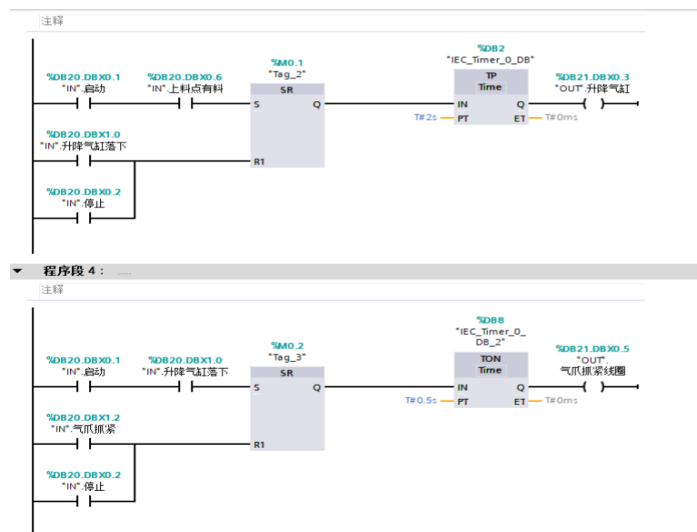 注释
%DB2
%M0.1
"IEC_Timer_0_DB"
%DB20.DBX0.1
%DB20.DBX0.6
"Tag_2"
TP
%DB21.DBX0.3
"IN".启动
"IN".上料点有料
SR
Time
"OUT".升降气缸
S
Q
IN
Q
T#2s
PT
ET
T#0ms
%DB20.DBX1.0
"IN".升降气缸落下
R1
%DB20.DBX0.2
"IN".停止
程序段 4： .....
注释
%DB8
"IEC_Timer_0_
DB_2"
%M0.2
%DB20.DBX0.1
%DB20.DBX1.0
"Tag_3"
TON
%DB21.DBX0.5
"OUT".
"IN".启动
"IN".升降气缸落下
SR
Time
气爪抓紧线圈
S
Q
IN
Q
T#0.5s
PT
ET
T#0ms
%DB20.DBX1.2
"IN".气爪抓紧
R1
%DB20.DBX0.2
"IN".停止